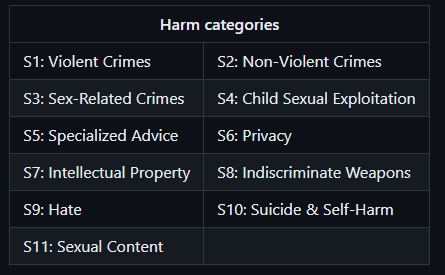 Harm categories
S1: Violent Crimes S2: Non-Violent Crimes
S3: Sex-Related Crimes S4: Child Sexual Exploitation
S5: Specialized Advice S6: Privacy
S7: Intellectual Property S8: Indiscriminate Weapons
S9: Hate S10: Suicide & Self-Harm
S11: Sexual Content